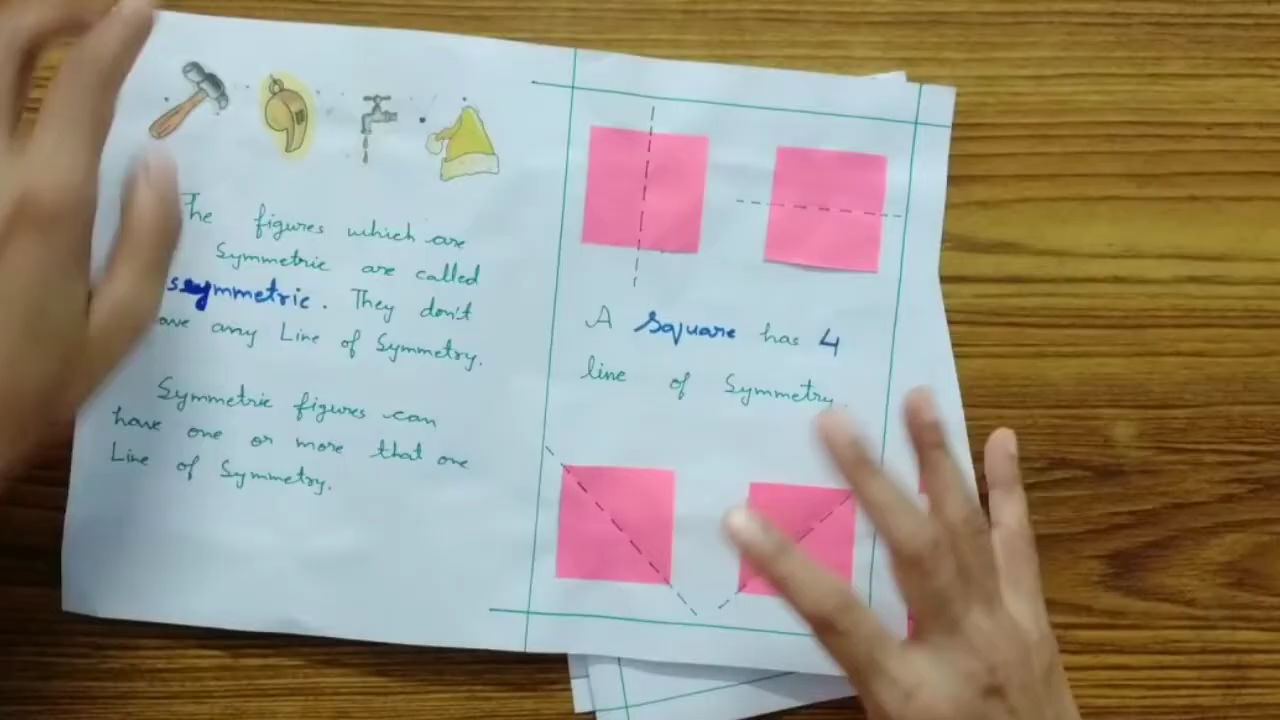 The figures which are
Symmetric are called
ssymmetric. They don't
ave any Line of Symmetry.
Symmetric figures can
have one or more that one
Line of Symmetry.
A Square has 4
line of Symmetry.